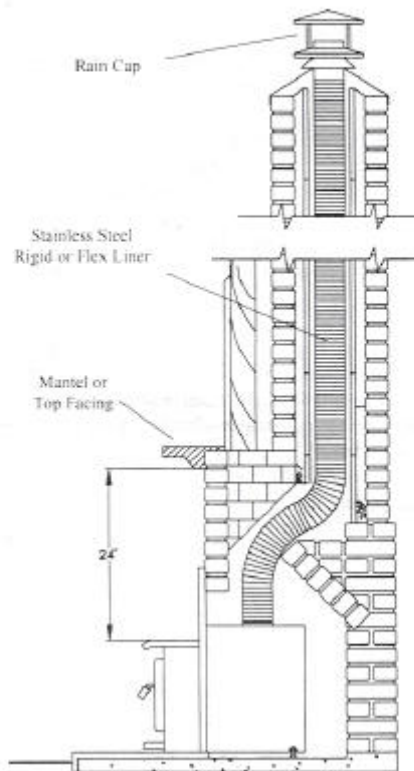 Rain Cap
Stainless Steel
Rigid or Flex Liner
Mantel or
Top Facing
24"